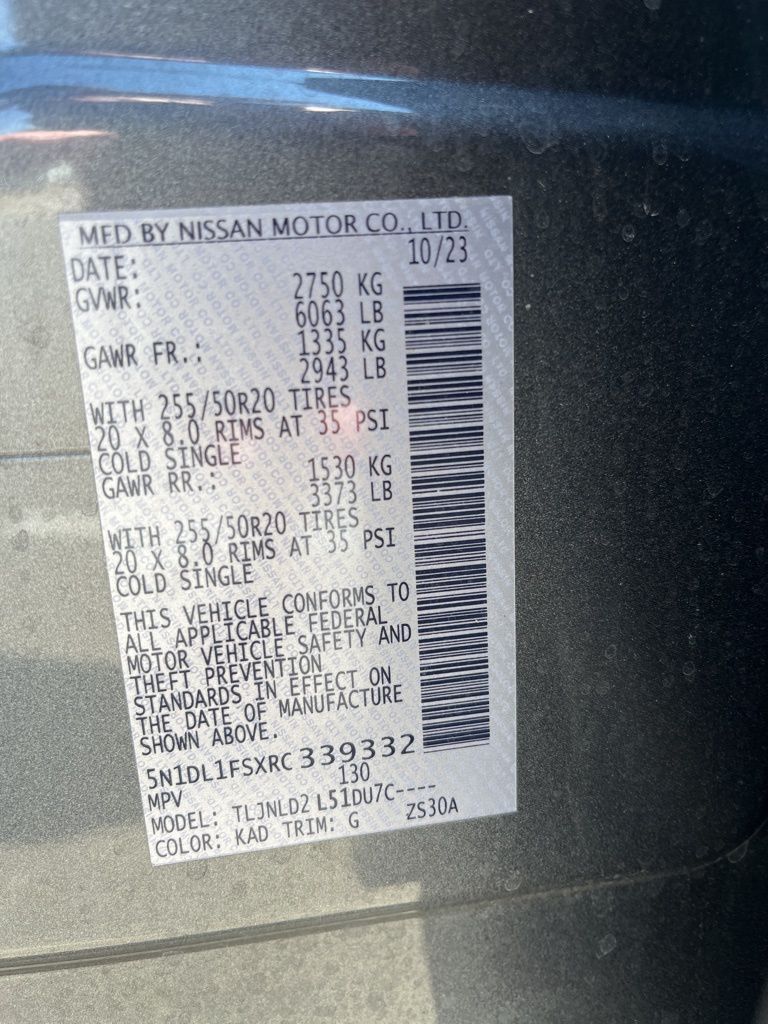 MFD BY NISSAN MOTOR CO., LTD.
DATE: 10/23
GVWR: 2750 KG
6063 LB
GAWR FR.: 1335 KG
2943 LB
WITH 255/50R20 TIRES
20 X 8.0 RIMS AT 35 PSI
COLD SINGLE
GAWR RR.: 1530 KG
3373 LB
WITH 255/50R20 TIRES
20 X 8.0 RIMS AT 35 PSI
COLD SINGLE
THIS VEHICLE CONFORMS TO
ALL APPLICABLE FEDERAL
MOTOR VEHICLE SAFETY AND
THEFT PREVENTION
STANDARDS IN EFFECT ON
THE DATE OF MANUFACTURE
SHOWN ABOVE.
5N1DL1FSXRC339332
MPV 130
MODEL: TLJNLD2 L51DU7C----
COLOR: KAD TRIM: G ZS30A